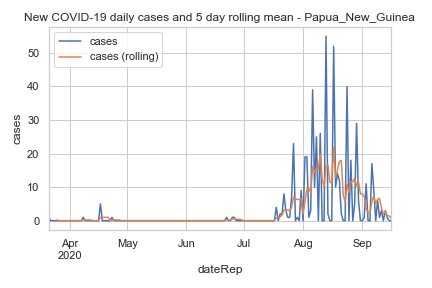 New COVID-19 daily cases and 5 day rolling mean - Papua_New_Guinea
cases
cases (rolling)
50
40
30
20
10
0
cases
Apr
2020
May
Jun
Jul
Aug
Sep
dateRep